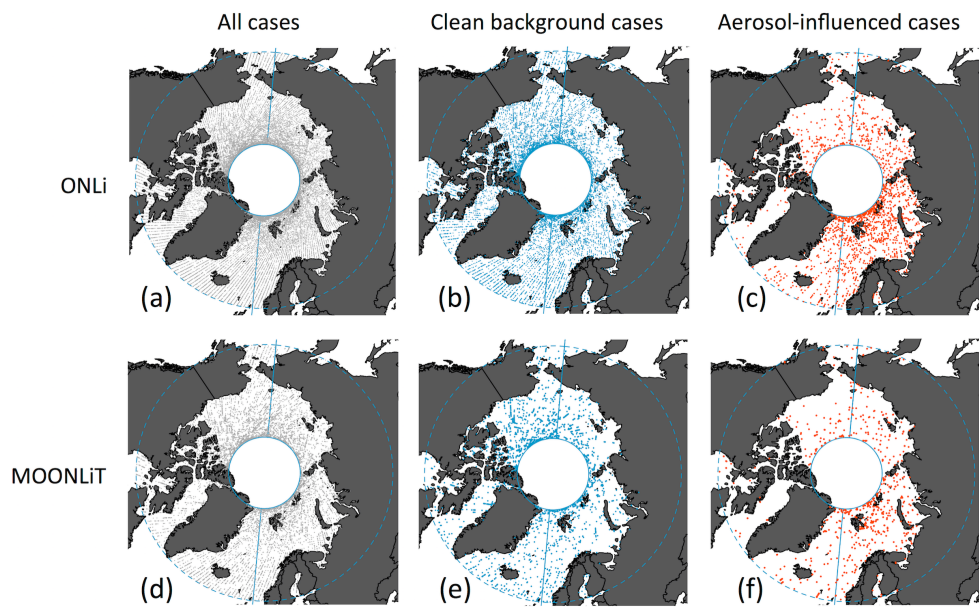 All cases
Clean background cases
Aerosol-influenced cases
ONLi
(a)
(b)
(c)
MOONLiT
(d)
(e)
(f)